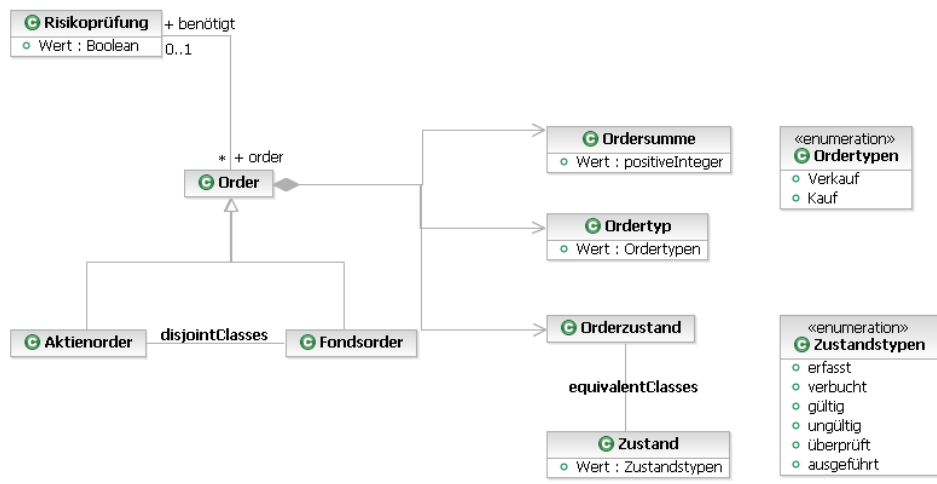 Risikoprüfung
Wert : Boolean
+ benötigt
0..1
* + order
Order
Ordersumme
Wert : positiveInteger
«enumeration»
Ordertypen
Verkauf
Kauf
Ordertyp
Wert : Ordertypen
Aktienorder
disjointClasses
Fondsorder
Orderzustand
equivalentClasses
Zustand
Wert : Zustandstypen
«enumeration»
Zustandstypen
erfasst
verbucht
gültig
ungültig
überprüft
ausgeführt